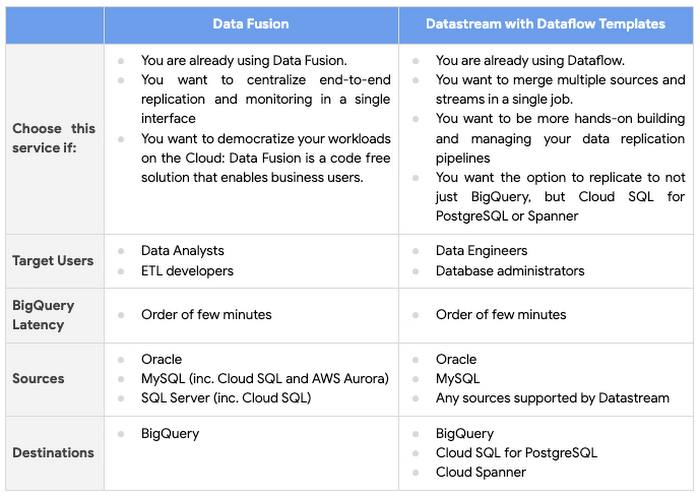 Data Fusion
Datastream with Dataflow Templates
Choose this
service if:
You are already using Data Fusion.
You want to centralize end-to-end
replication and monitoring in a single
interface
You want to democratize your workloads
on the Cloud: Data Fusion is a code free
solution that enables business users.
You are already using Dataflow.
You want to merge multiple sources and
streams in a single job.
You want to be more hands-on building
and managing your data replication
pipelines
You want the option to replicate to not
just BigQuery, but Cloud SQL for
PostgreSQL or Spanner
Target Users
Data Analysts
ETL developers
Data Engineers
Database administrators
BigQuery
Latency
Order of few minutes
Order of few minutes
Sources
Oracle
MySQL (inc. Cloud SQL and AWS Aurora)
SQL Server (inc. Cloud SQL)
Oracle
MySQL
Any sources supported by Datastream
Destinations
BigQuery
BigQuery
Cloud SQL for PostgreSQL
Cloud Spanner